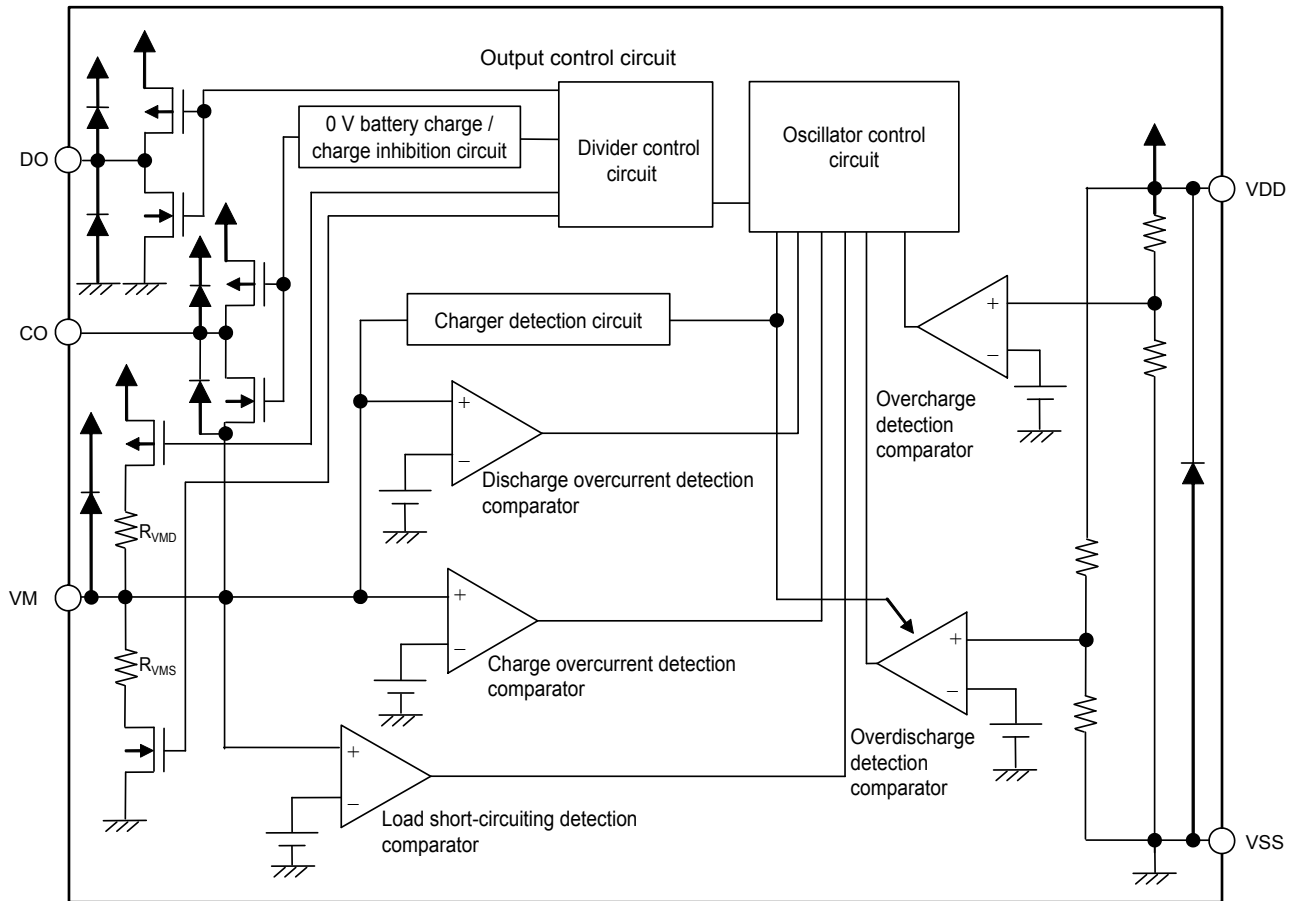 Output control circuit
0 V battery charge /
charge inhibition circuit
Divider control
circuit
Oscillator control
circuit
DO
VDD
CO
Charger detection circuit
+
−
Overcharge
detection
comparator
+
−
Discharge overcurrent detection
comparator
RVMD
VM
+
−
Charge overcurrent detection
comparator
+
−
Overdischarge
detection
comparator
RVMS
+
−
Load short-circuiting detection
comparator
VSS